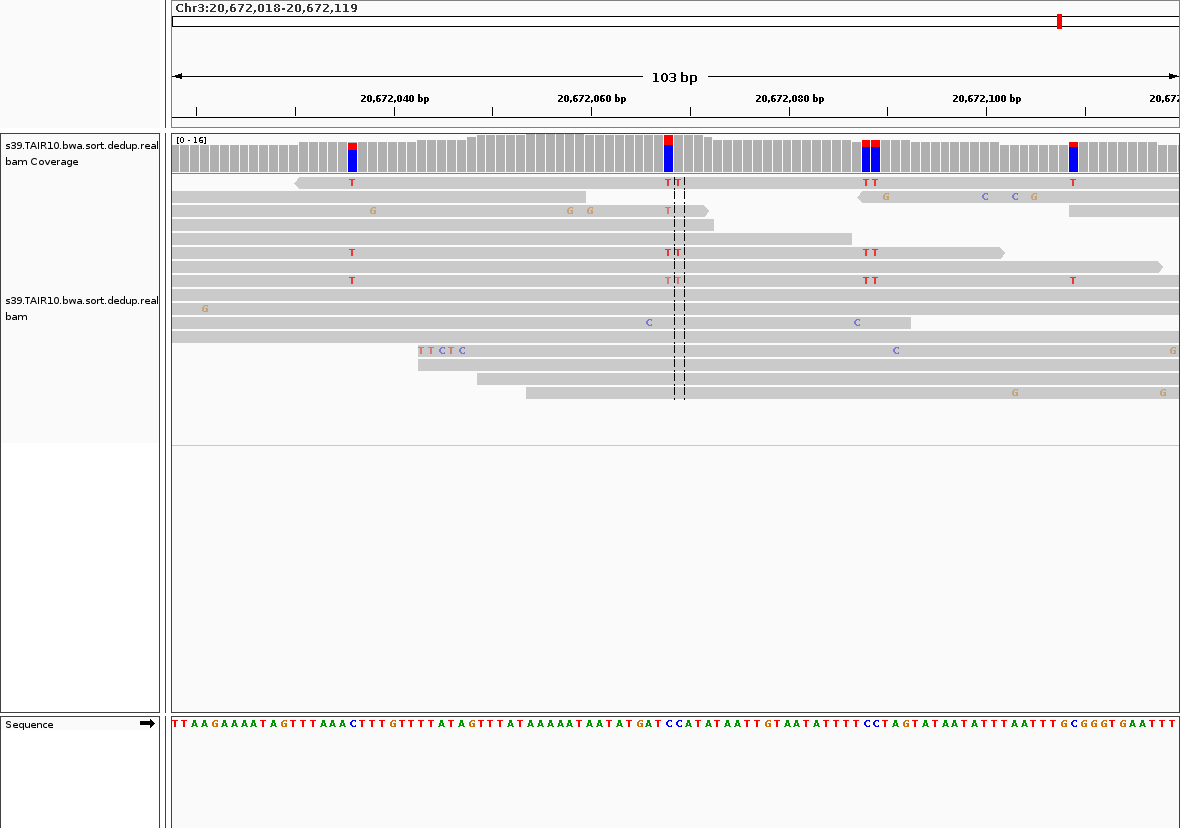 Chr3:20,672,018-20,672,119
103 bp
20,672,040 bp 20,672,060 bp 20,672,080 bp 20,672,100 bp 20,672
s39.TAIR10.bwa.sort.dedup.real
bam Coverage
[0 - 16]
T T T T T T
G C C G
G G G T
T T T T T
T T T T T T
s39.TAIR10.bwa.sort.dedup.real
bam
G
C C
T T C T C C G
G G
Sequence
T T A A G A A A A T A G T T T A A A C T T T G T T T T A T A G T T T A T A A A A A T A A T A T G A T C C A T A T A A T T G T A A T A T T T T C C T A G T A T A A T A T T T A A T T T G C G G G T G A A T T T